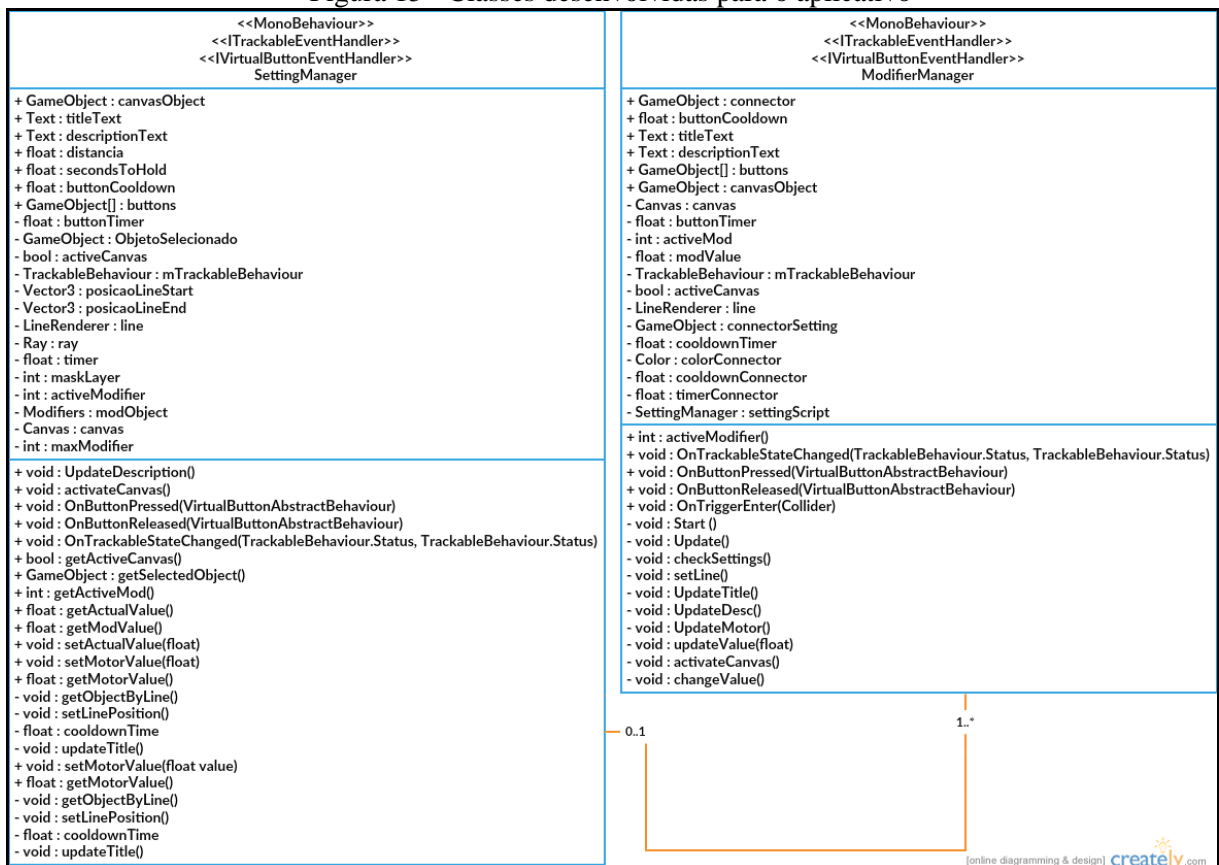 Figura 13 - Classes desenvolvidas para o aplicativo
<<MonoBehaviour>>
<<ITrackableEventHandler>>
<<IVirtualButtonEventHandler>>
SettingManager
+ GameObject : canvasObject
+ Text : titleText
+ Text : descriptionText
+ float : distancia
+ float : secondsToHold
+ float : buttonCooldown
+ GameObject[] : buttons
- float : buttonTimer
- GameObject : ObjetoSelecionado
- bool : activeCanvas
- TrackableBehaviour : mTrackableBehaviour
- Vector3 : posicaoLineStart
- Vector3 : posicaoLineEnd
- LineRenderer : line
- Ray : ray
- float : timer
- int : maskLayer
- int : activeModifier
- Modifiers : modObject
- Canvas : canvas
- int : maxModifier
+ void : UpdateDescription()
+ void : activateCanvas()
+ void : OnButtonPressed(VirtualButtonAbstractBehaviour)
+ void : OnButtonReleased(VirtualButtonAbstractBehaviour)
+ void : OnTrackableStateChanged(TrackableBehaviour.Status, TrackableBehaviour.Status)
+ bool : getActiveCanvas()
+ GameObject : getSelectedObject()
+ int : getActiveMod()
+ float : getActualValue()
+ float : getModValue()
+ void : setActualValue(float)
+ void : setMotorValue(float)
+ float : getMotorValue()
- void : getObjectByLine()
- void : setLinePosition()
- float : cooldownTime
- void : updateTitle()
+ void : setMotorValue(float value)
+ float : getMotorValue()
- void : getObjectByLine()
- void : setLinePosition()
- float : cooldownTime
- void : updateTitle()
<<MonoBehaviour>>
<<ITrackableEventHandler>>
<<IVirtualButtonEventHandler>>
ModifierManager
+ GameObject : connector
+ float : buttonCooldown
+ Text : titleText
+ Text : descriptionText
+ GameObject[] : buttons
+ GameObject : canvasObject
- Canvas : canvas
- float : buttonTimer
- int : activeMod
- float : modValue
- TrackableBehaviour : mTrackableBehaviour
- bool : activeCanvas
- LineRenderer : line
- GameObject : connectorSetting
- float : cooldownTimer
- Color : colorConnector
- float : cooldownConnector
- float : timerConnector
- SettingManager : settingScript
+ int : activeModifier()
+ void : OnTrackableStateChanged(TrackableBehaviour.Status, TrackableBehaviour.Status)
+ void : OnButtonPressed(VirtualButtonAbstractBehaviour)
+ void : OnButtonReleased(VirtualButtonAbstractBehaviour)
+ void : OnTriggerEnter(Collider)
- void : Start ()
- void : Update()
- void : checkSettings()
- void : setLine()
- void : UpdateTitle()
- void : UpdateDesc()
- void : UpdateMotor()
- void : updateValue(float)
- void : activateCanvas()
- void : changeValue()
0..1
1..*
[online diagramming & design] creately.com